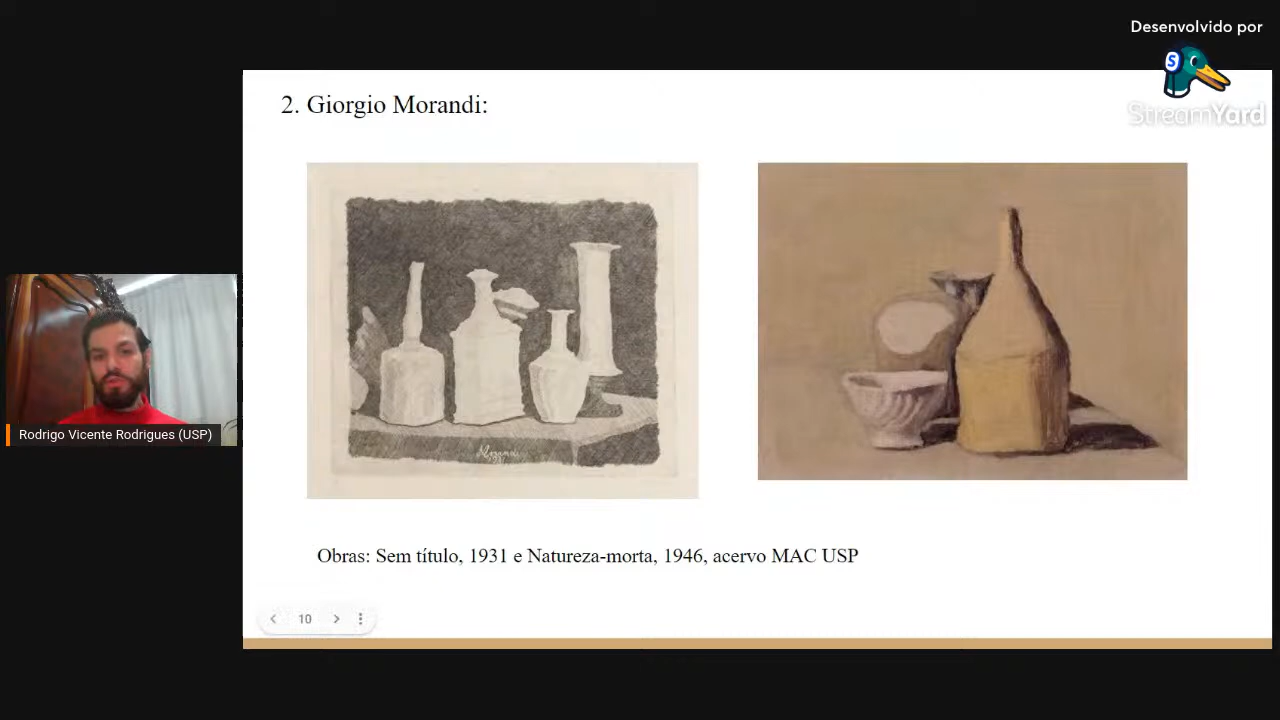 Desenvolvido por
S
StreamYard
2. Giorgio Morandi:
Morandi
Rodrigo Vicente Rodrigues (USP)
Obras: Sem título, 1931 e Natureza-morta, 1946, acervo MAC USP
10